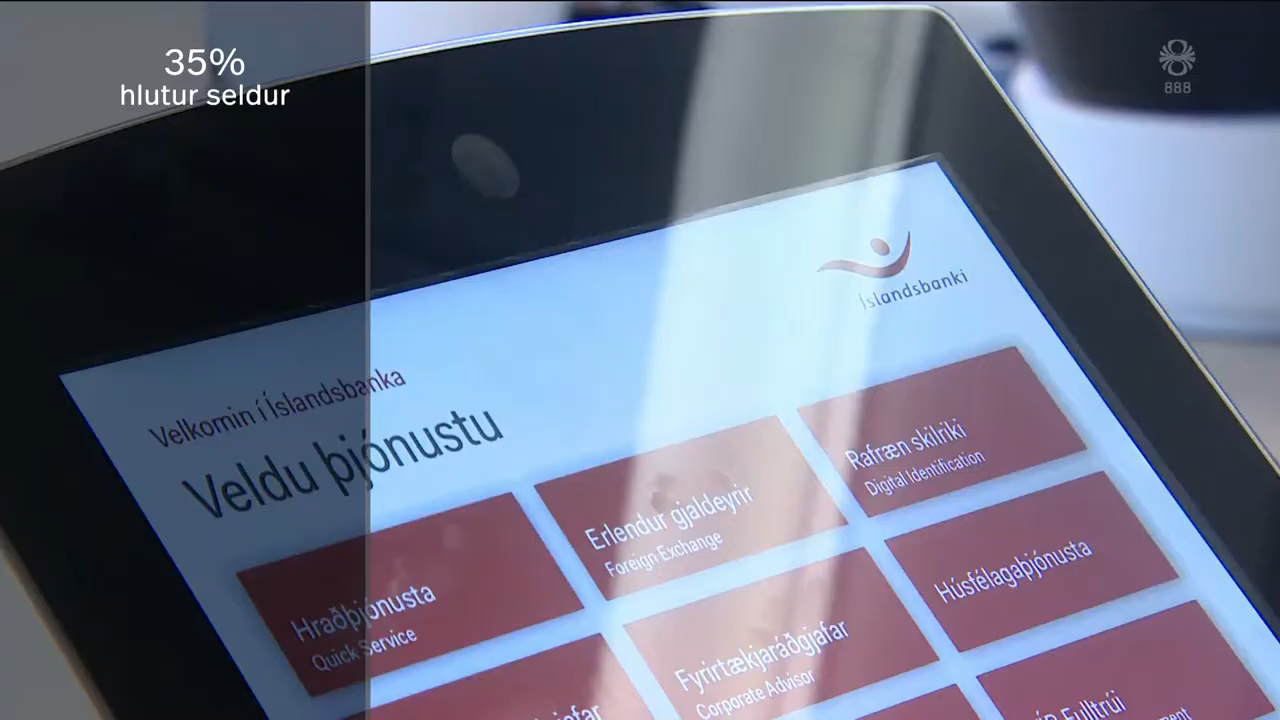 35%
hlutur seldur
888
Íslandsbanki
Velkomin í Íslandsbanka
Veldu þjónustu
Rafræn skilríki
Digital Identification
Erlendur gjaldeyrir
Foreign Exchange
Hraðþjónusta
Quick Service
Húsfélagaþjónusta
Fyrirtækjaráðgjafar
Corporate Advisor
Fulltrúi